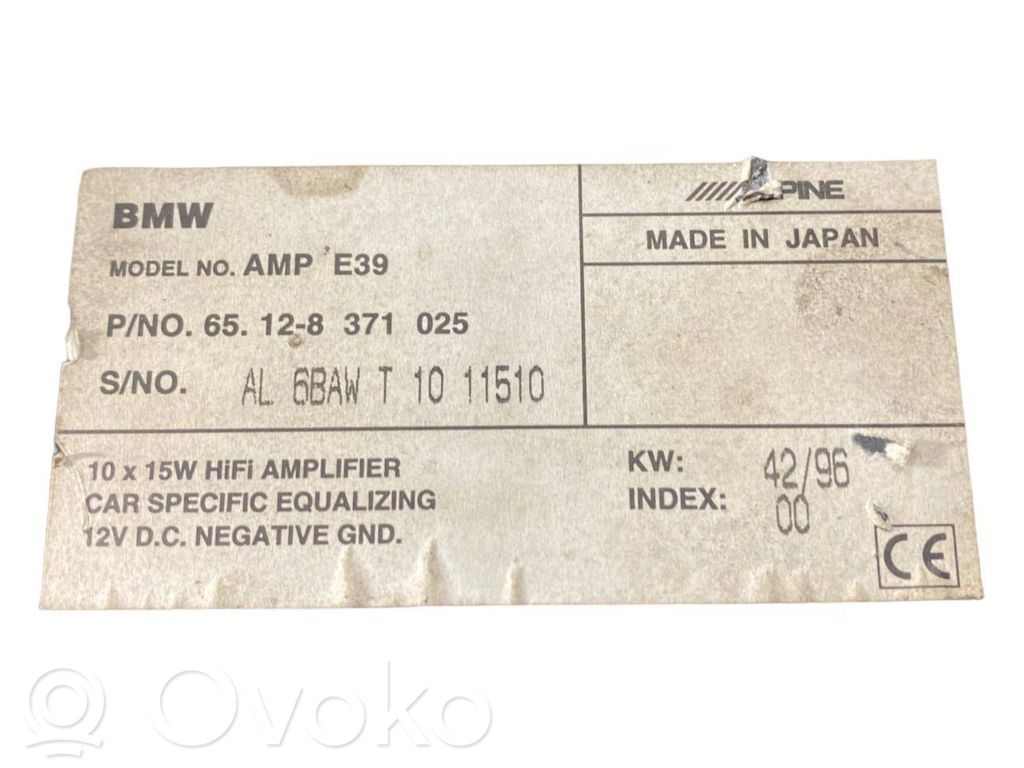 BMW
MODEL NO. AMP E39
P/NO. 65. 12-8 371 025
S/NO. AL 6BAW T 10 11510
PINE
MADE IN JAPAN
10 x 15W HiFi AMPLIFIER
CAR SPECIFIC EQUALIZING
12V D.C. NEGATIVE GND.
KW: 42/96
INDEX: 00
CE
Ovoko